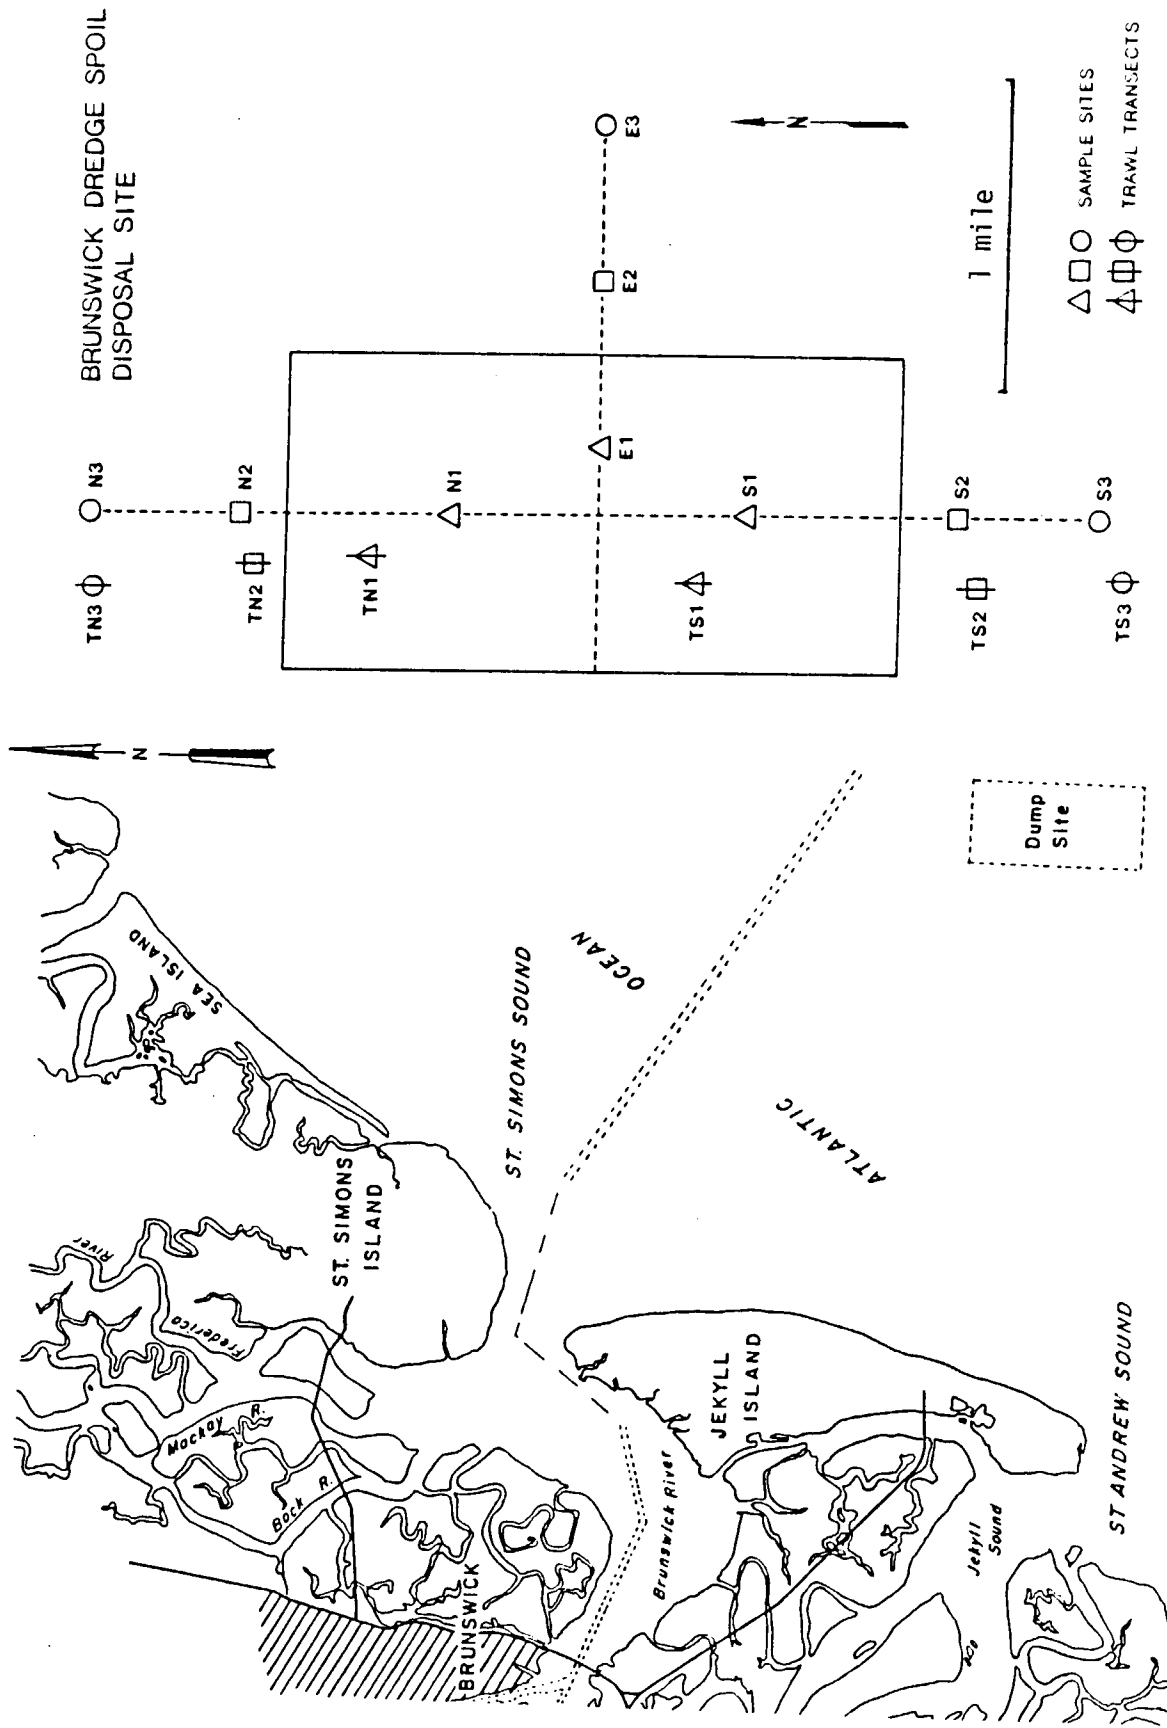 BRUNSWICK DREDGE SPOIL
DISPOSAL SITE
TN3
N3
TN2
N2
TN1
N1
E1
E2
E3
TS1
S1
TS2
S2
TS3
S3
N
1 mile
SAMPLE SITES
TRAWL TRANSECTS
N
SEA ISLAND
River
Frederica
ST. SIMONS
ISLAND
Mackay
R.
Back R.
BRUNSWICK
ST. SIMONS SOUND
OCEAN
ATLANTIC
Dump
Site
Brunswick River
JEKYLL
ISLAND
Jekyll
Sound
ST ANDREW SOUND